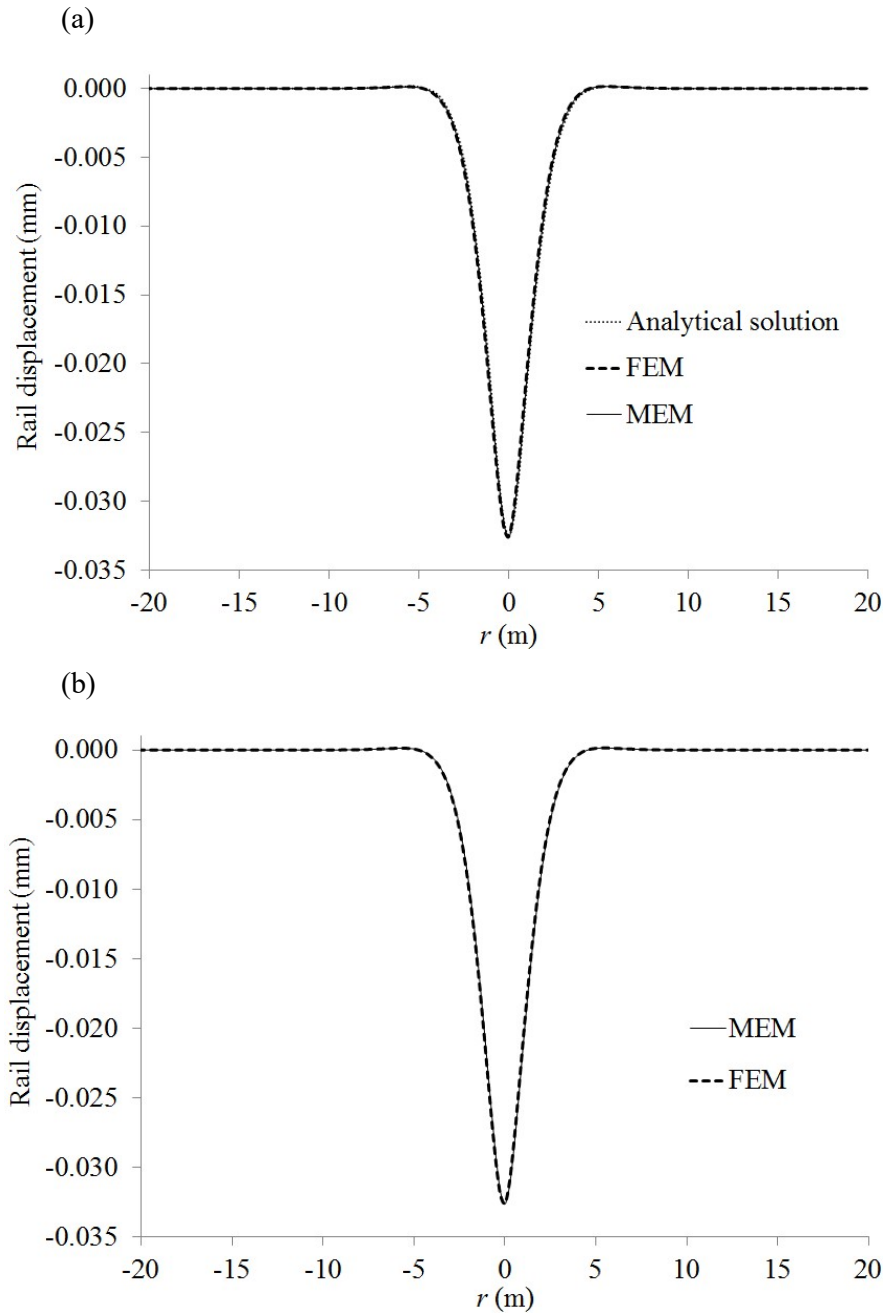 (a)
0.000
-0.005
-0.010
-0.015
-0.020
-0.025
-0.030
-0.035
Rail displacement (mm)
Analytical solution
FEM
MEM
-20 -15 -10 -5 0 5 10 15 20
r (m)
(b)
0.000
-0.005
-0.010
-0.015
-0.020
-0.025
-0.030
-0.035
Rail displacement (mm)
MEM
FEM
-20 -15 -10 -5 0 5 10 15 20
r (m)